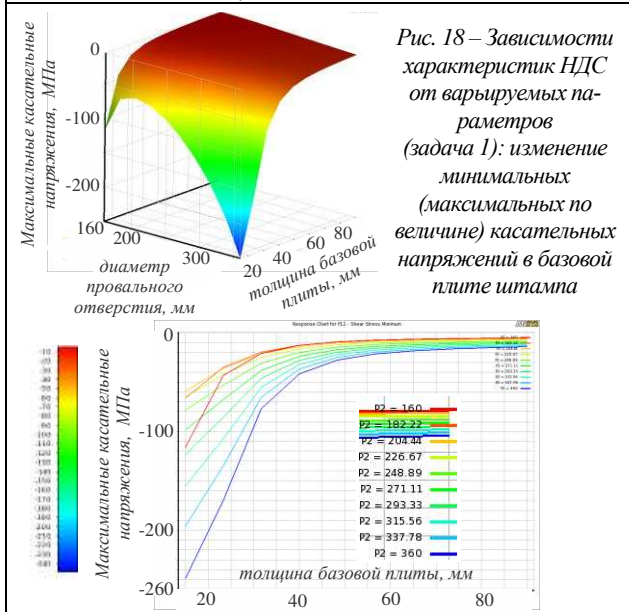 Максимальные касательные
напряжения, МПа
0
-100
-200
160
200
300
20
40
60
80
диаметр
провального
отверстия, мм
толщина базовой
плиты, мм
Рис. 18 – Зависимости
характеристик НДС
от варьируемых па-
раметров
(задача 1): изменение
минимальных
(максимальных по
величине) касательных
напряжений в базовой
плите штампа
Response Chart for P12 - Shear Stress Minimum
Максимальные касательные
напряжения, МПа
0
-100
-200
-260
20
40
60
80
толщина базовой плиты, мм
P2 = 160
P2 = 182.22
P2 = 204.44
P2 = 226.67
P2 = 248.89
P2 = 271.11
P2 = 293.33
P2 = 315.56
P2 = 337.78
P2 = 360